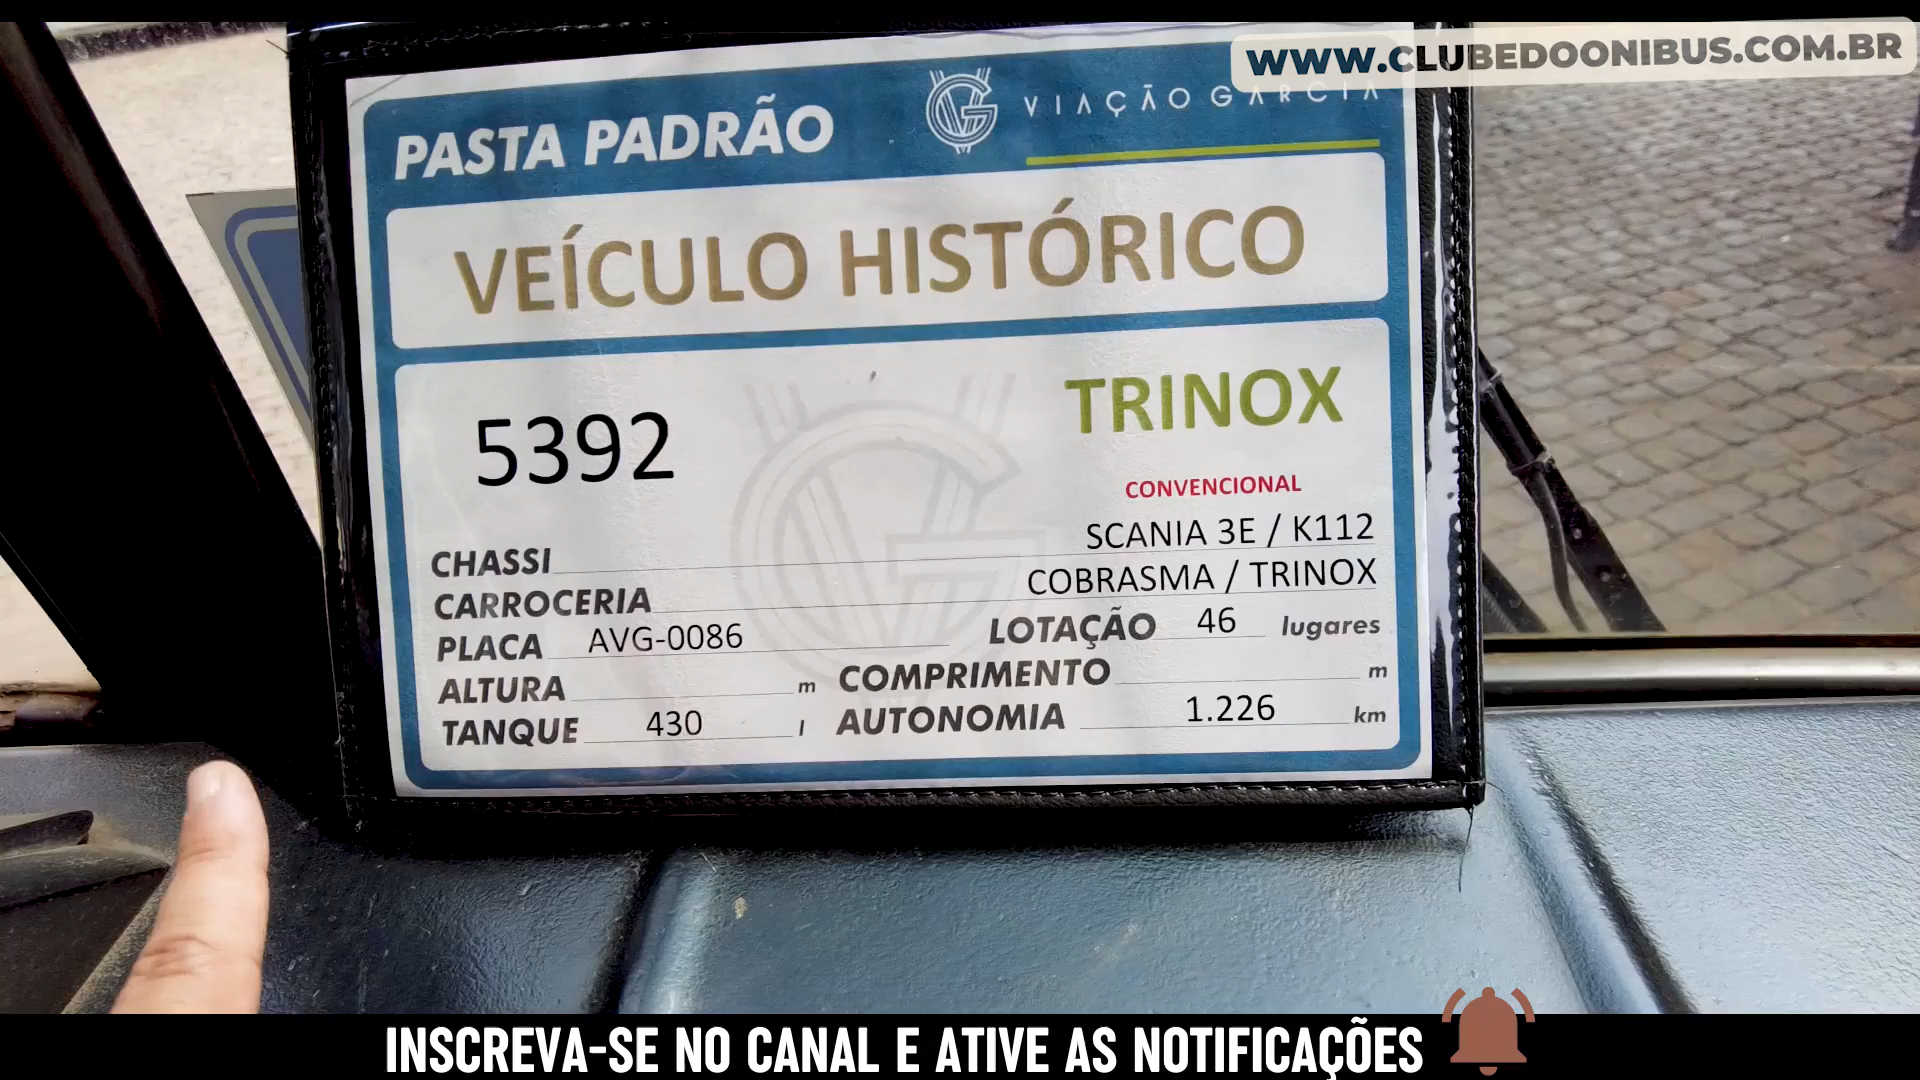 WWW.CLUBEDOONIBUS.COM.BR
PASTA PADRÃO
VIAÇÃO GARCIA
VEÍCULO HISTÓRICO
5392
TRINOX
CONVENCIONAL
CHASSI SCANIA 3E / K112
CARROCERIA COBRASMA / TRINOX
PLACA AVG-0086 LOTAÇÃO 46 lugares
ALTURA m COMPRIMENTO m
TANQUE 430 l AUTONOMIA 1.226 km
INSCREVA-SE NO CANAL E ATIVE AS NOTIFICAÇÕES